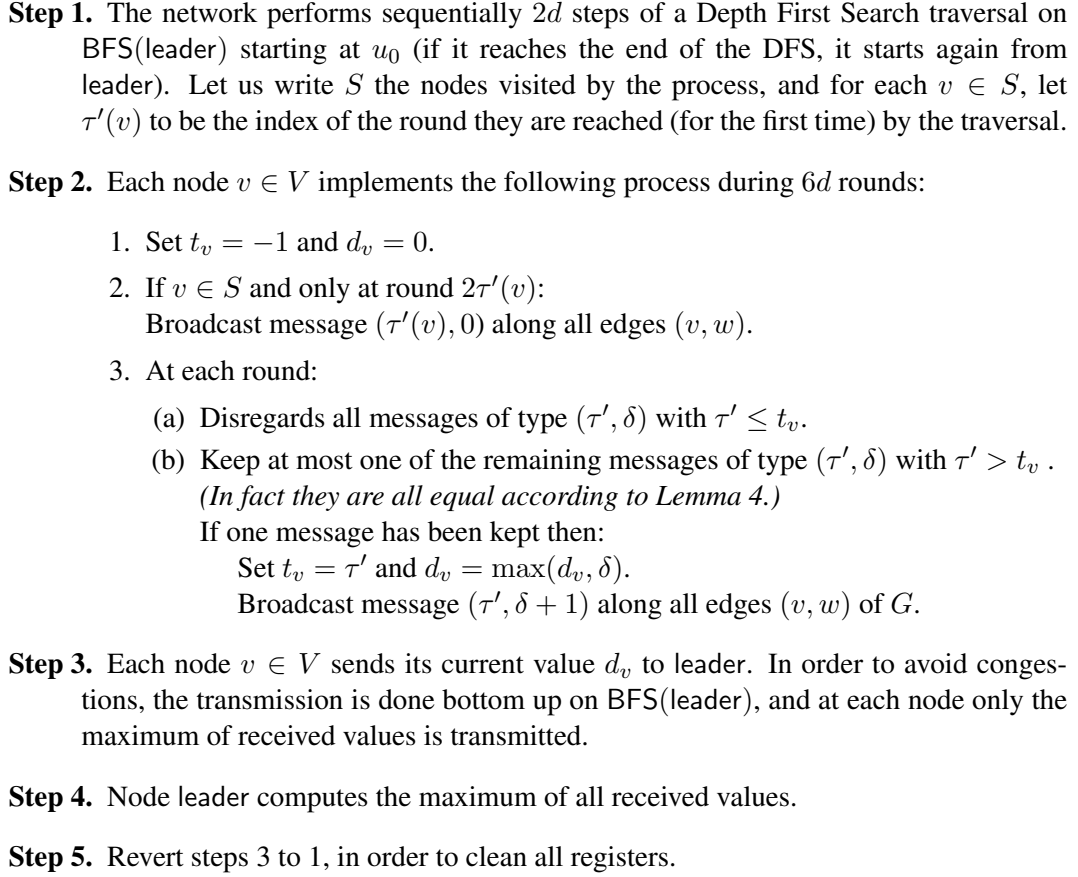 Step 1. The network performs sequentially 2d steps of a Depth First Search traversal on
BFS(leader) starting at u₀ (if it reaches the end of the DFS, it starts again from
leader). Let us write S the nodes visited by the process, and for each v ∈ S, let
τ′(v) to be the index of the round they are reached (for the first time) by the traversal.
Step 2. Each node v ∈ V implements the following process during 6d rounds:
1. Set tᵥ = −1 and dᵥ = 0.
2. If v ∈ S and only at round 2τ′(v):
Broadcast message (τ′(v), 0) along all edges (v, w).
3. At each round:
(a) Disregards all messages of type (τ′, δ) with τ′ ≤ tᵥ.
(b) Keep at most one of the remaining messages of type (τ′, δ) with τ′ > tᵥ .
(In fact they are all equal according to Lemma 4.)
If one message has been kept then:
Set tᵥ = τ′ and dᵥ = max(dᵥ, δ).
Broadcast message (τ′, δ + 1) along all edges (v, w) of G.
Step 3. Each node v ∈ V sends its current value dᵥ to leader. In order to avoid conges-
tions, the transmission is done bottom up on BFS(leader), and at each node only the
maximum of received values is transmitted.
Step 4. Node leader computes the maximum of all received values.
Step 5. Revert steps 3 to 1, in order to clean all registers.